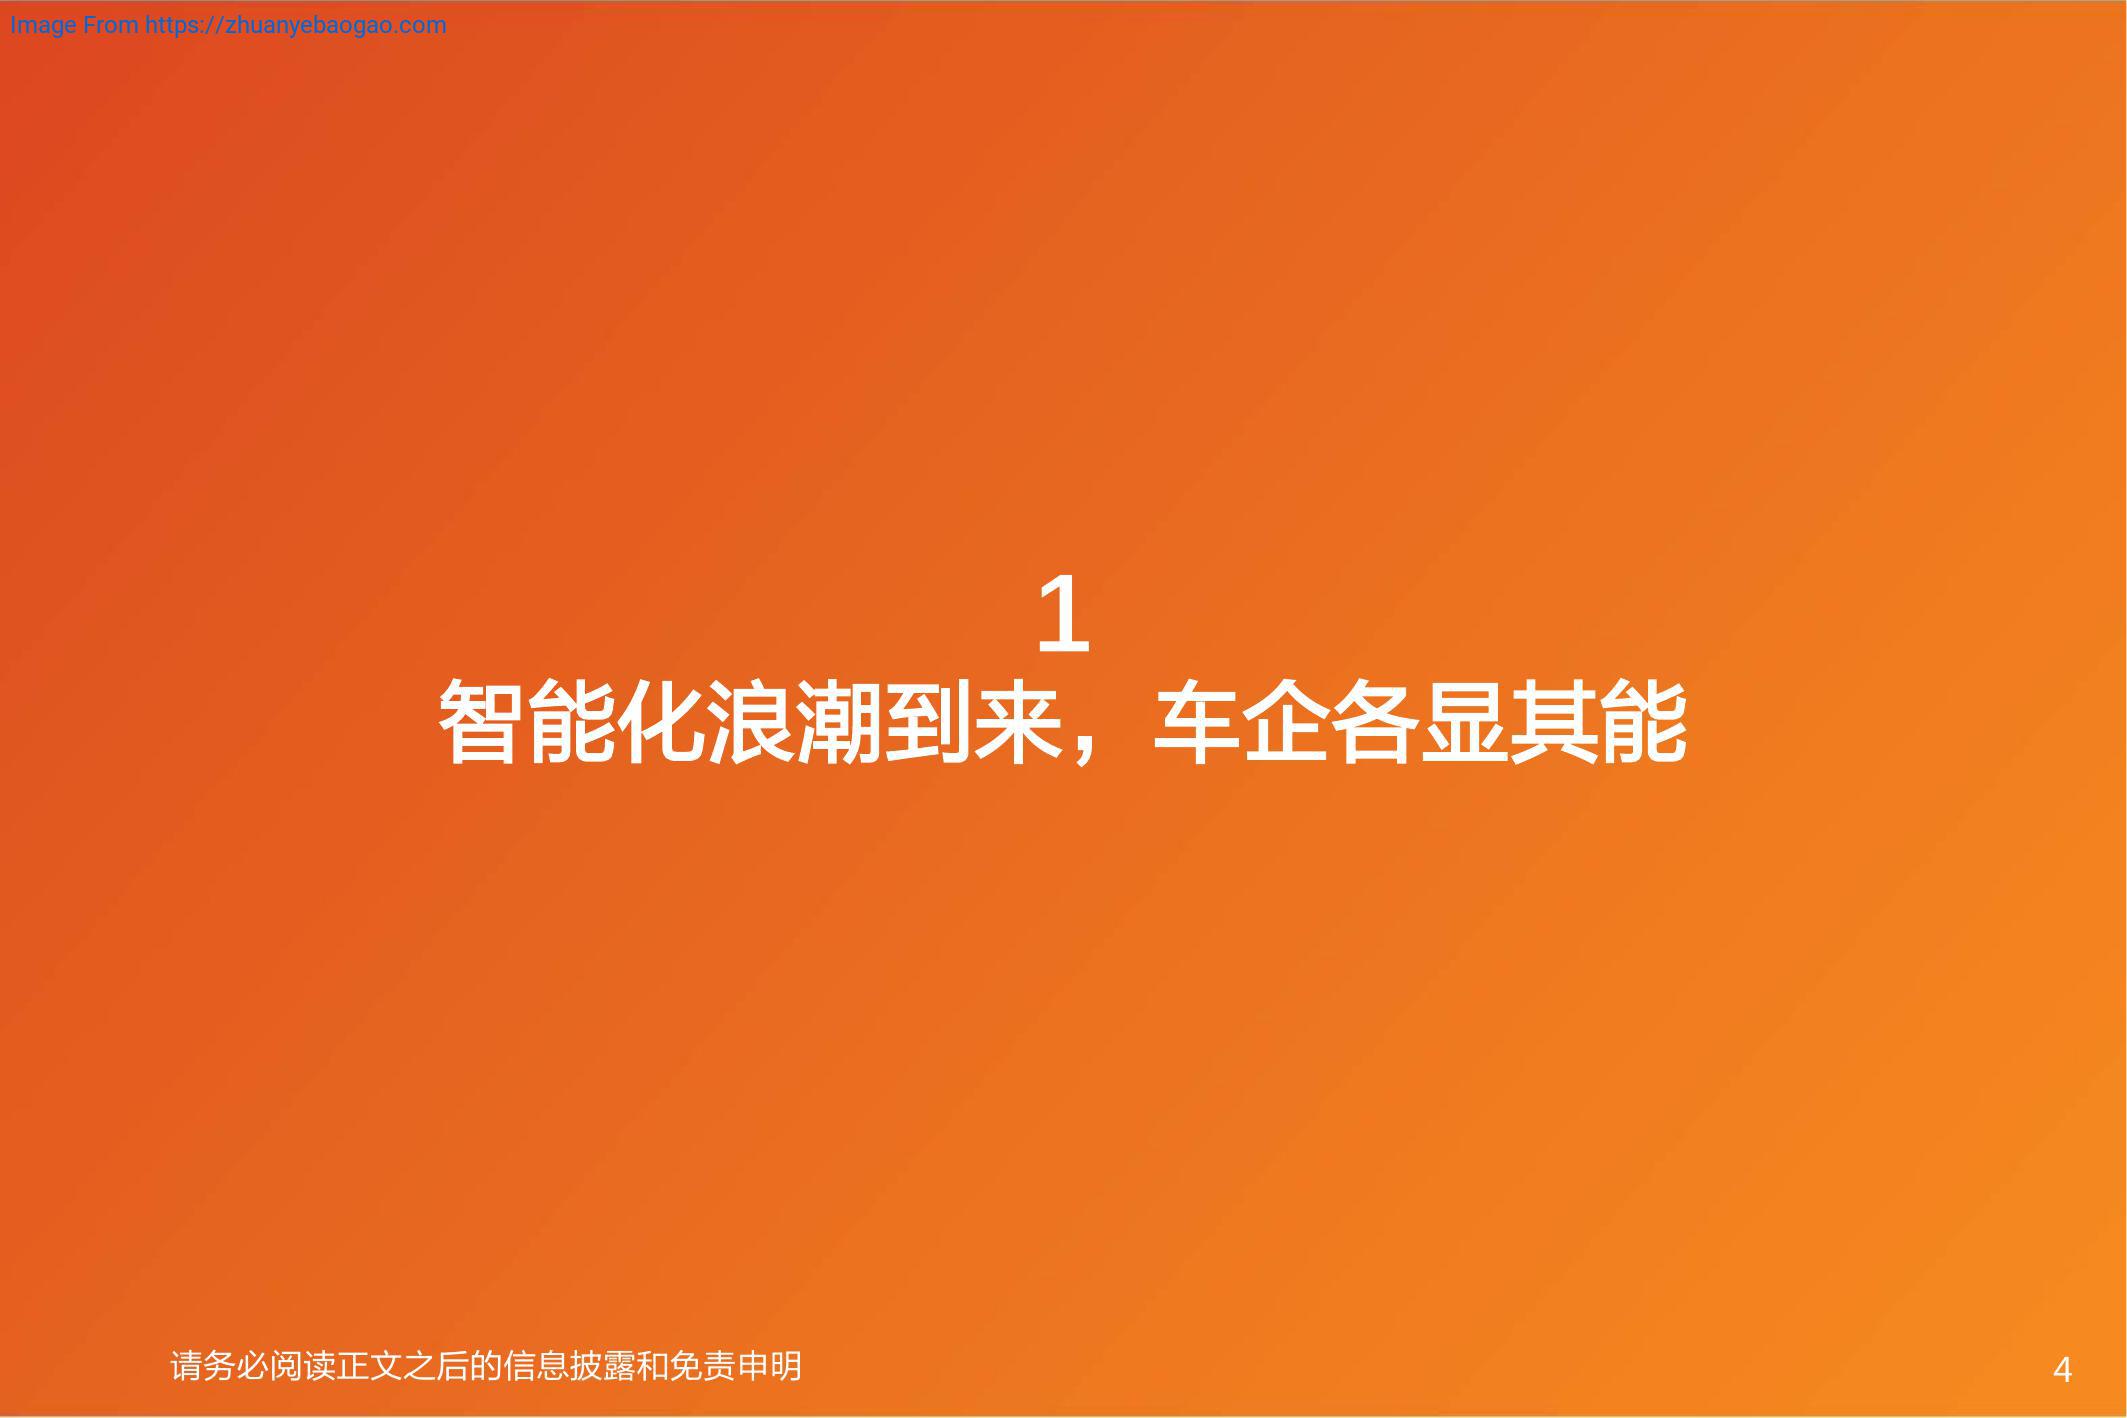 Image From https://zhuanyebaogao.com
1
智能化浪潮到来，车企各显其能
请务必阅读正文之后的信息披露和免责申明
4